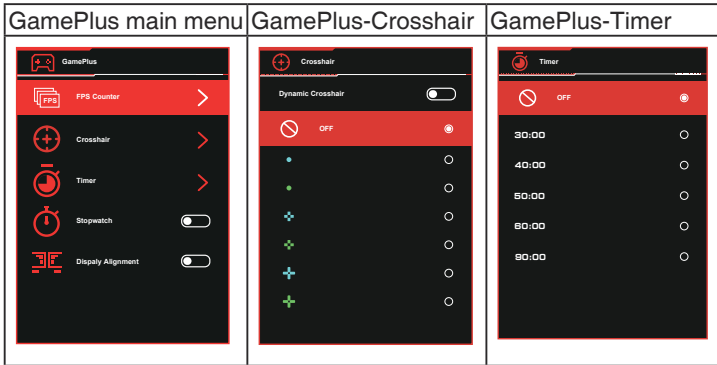 GamePlus main menu
GamePlus-Crosshair
GamePlus-Timer
GamePlus
FPS
FPS Counter
Crosshair
Timer
Stopwatch
Dispaly Alignment
Crosshair
Dynamic Crosshair
OFF
Timer
OFF
30:00
40:00
50:00
60:00
90:00